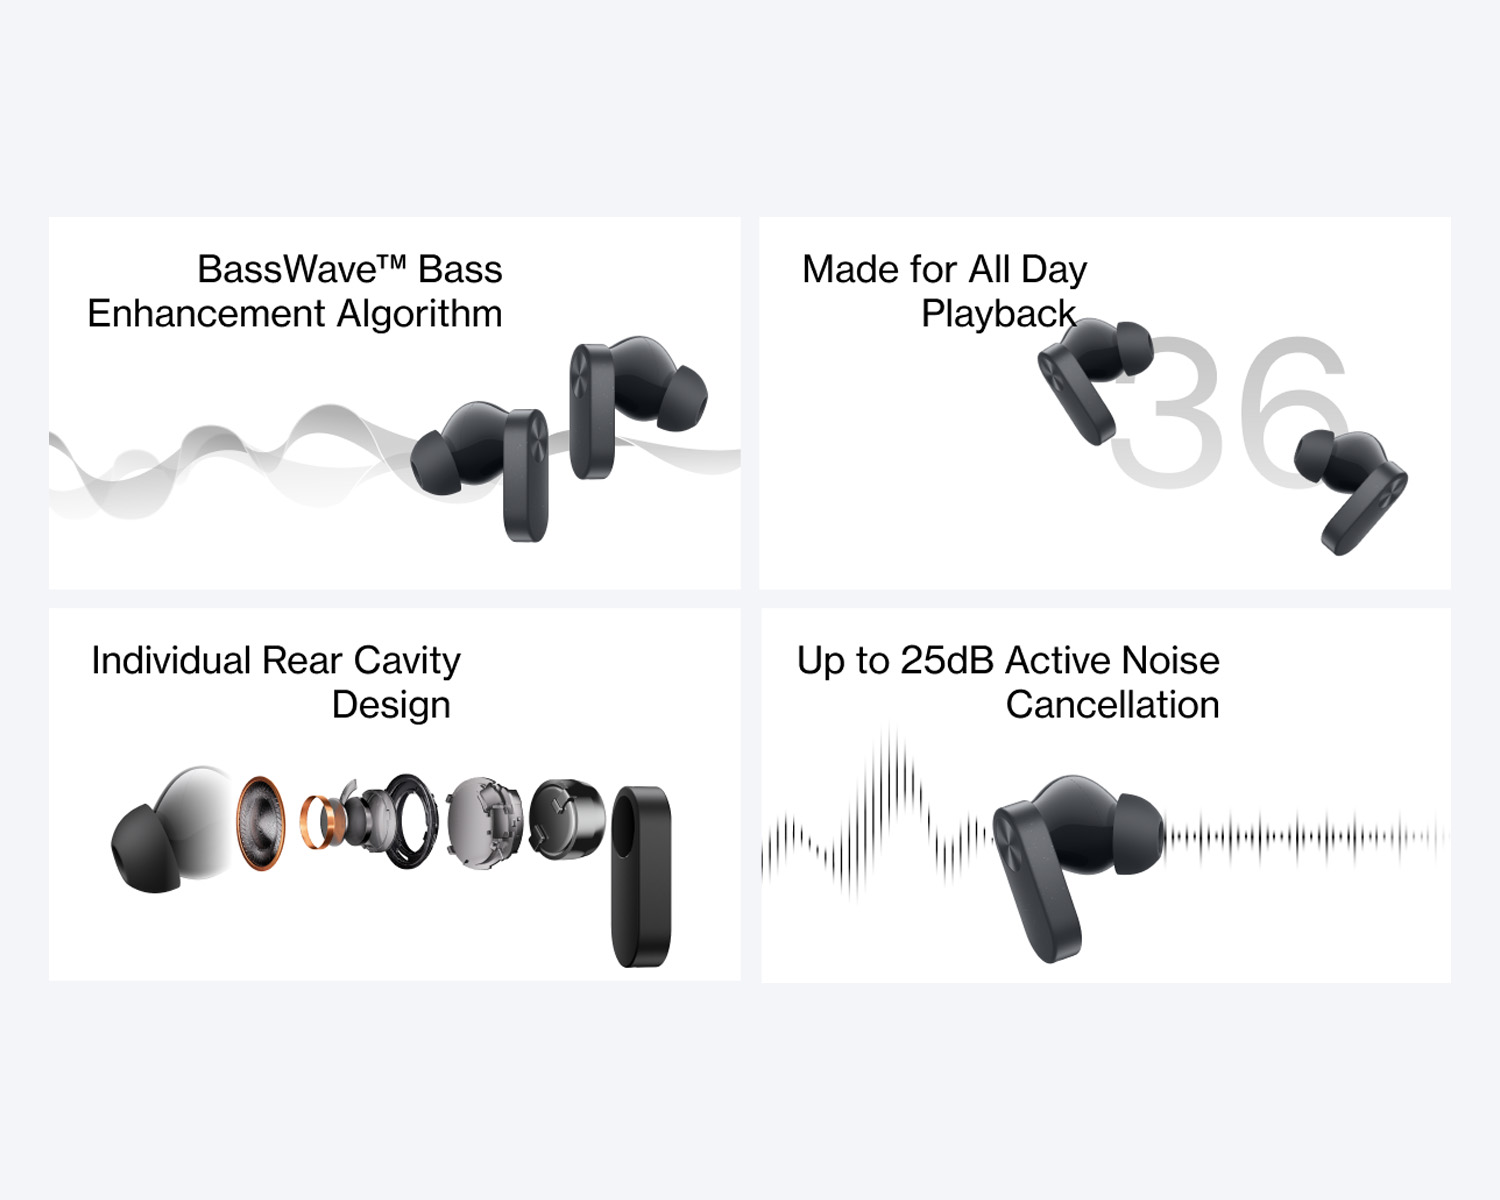 BassWave™ Bass
Enhancement Algorithm
Made for All Day
Playback
36
Individual Rear Cavity
Design
Up to 25dB Active Noise
Cancellation